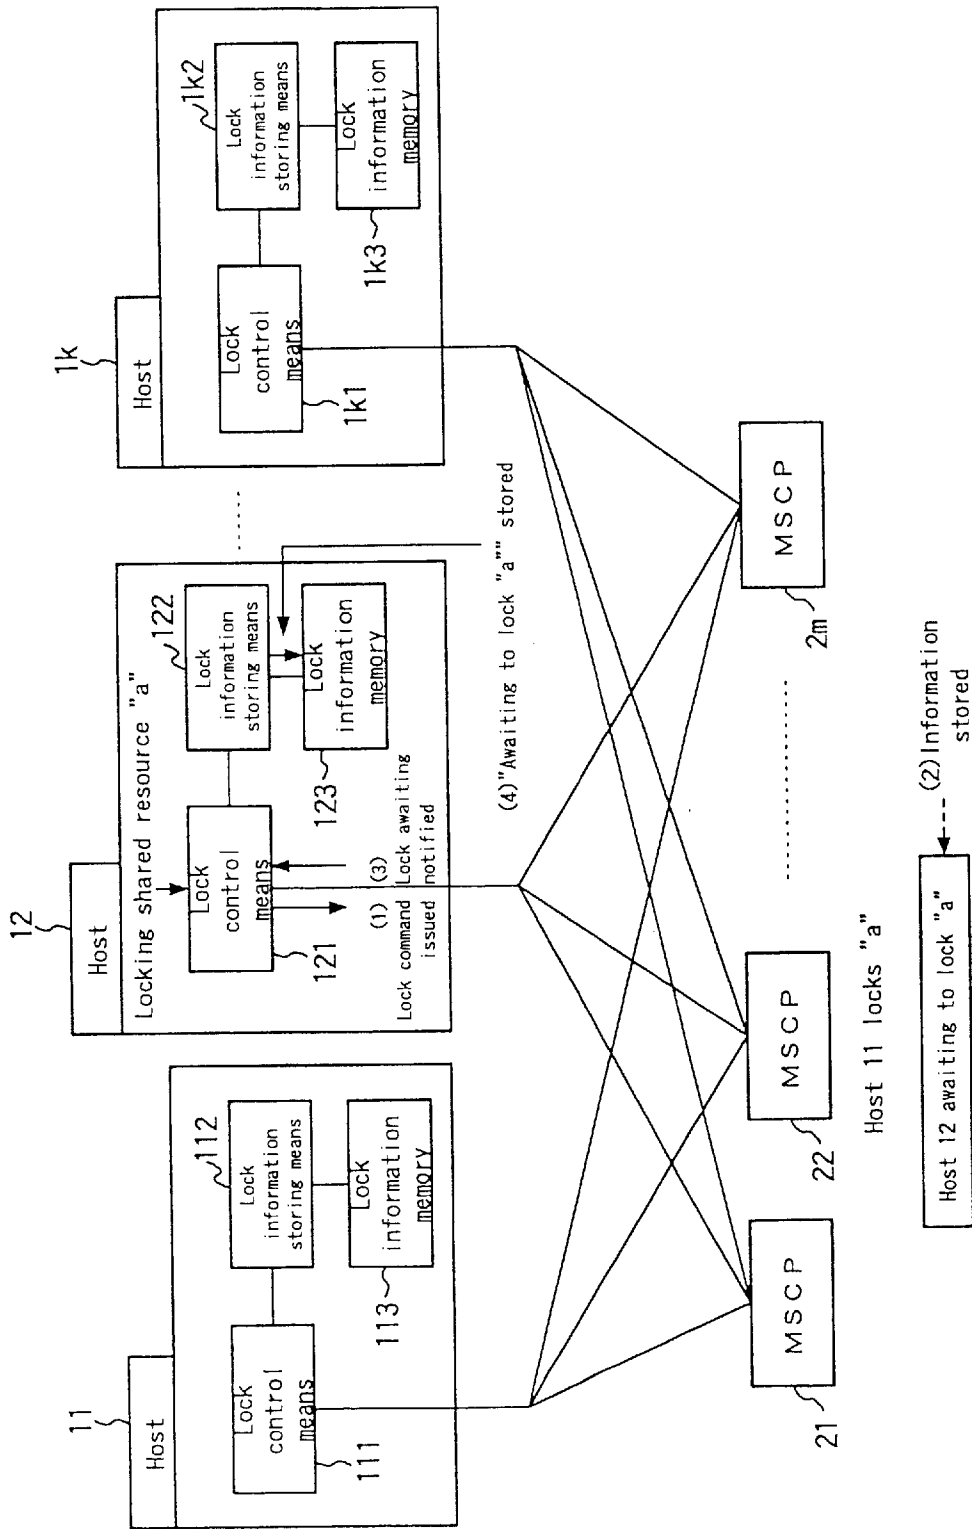 11
Host
111
Lock
control
means
112
Lock
information
storing means
113
Lock
information
memory
12
Host
Locking shared resource "a"
121
Lock
control
means
122
Lock
information
storing means
123
Lock
information
memory
(1)
Lock command
issued
(3)
Lock awaiting
notified
(4)"Awaiting to lock "a"" stored
1k
Host
1k1
Lock
control
means
1k2
Lock
information
storing means
1k3
Lock
information
memory
21
MSCP
22
MSCP
2m
MSCP
Host 11 locks "a"
Host 12 awaiting to lock "a"
(2)Information
stored